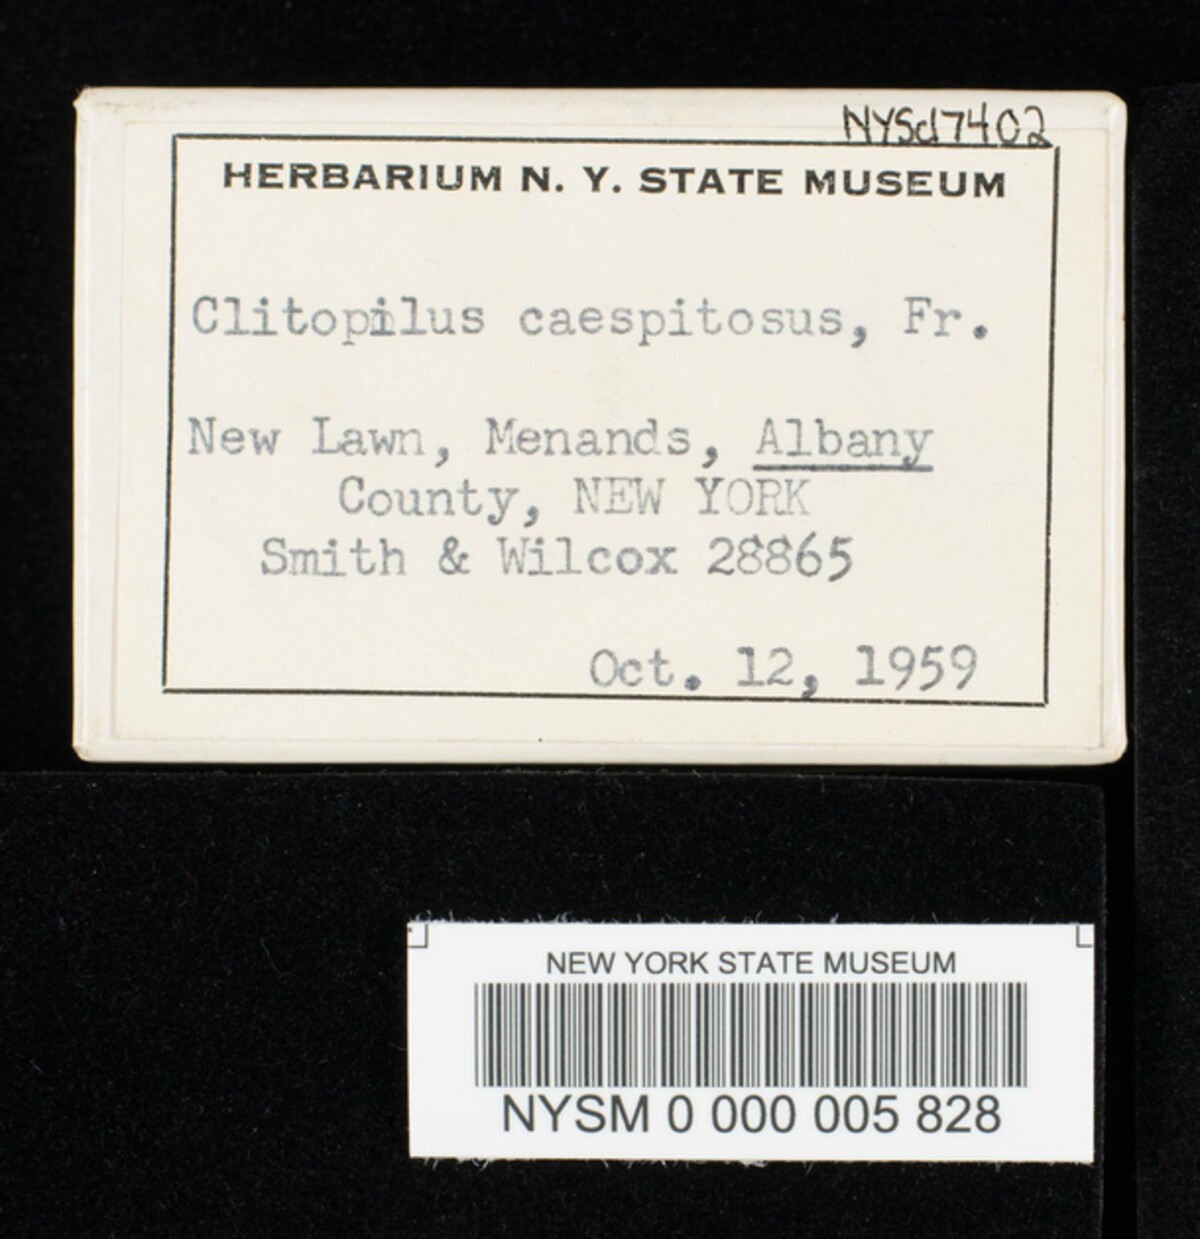 NYSd7402
HERBARIUM N. Y. STATE MUSEUM
Clitopilus caespitosus, Fr.
New Lawn, Menands, Albany
County, NEW YORK
Smith & Wilcox 28865
Oct. 12, 1959
NEW YORK STATE MUSEUM
NYSM 0 000 005 828